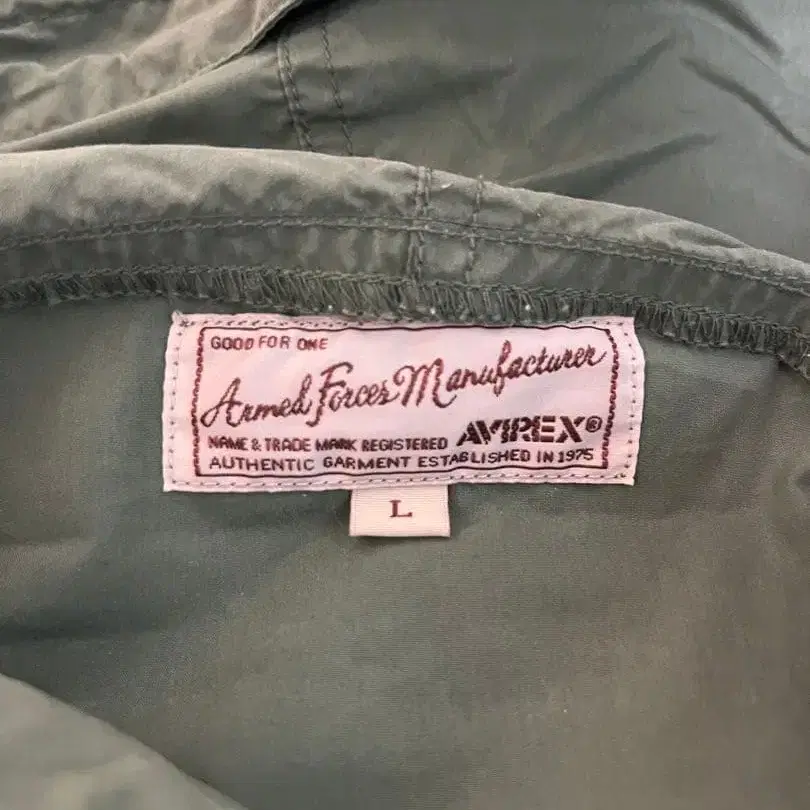 GOOD FOR ONE
Armed Forces Manufacturer
NAME & TRADE MARK REGISTERED AVIREX®
AUTHENTIC GARMENT ESTABLISHED IN 1975
L